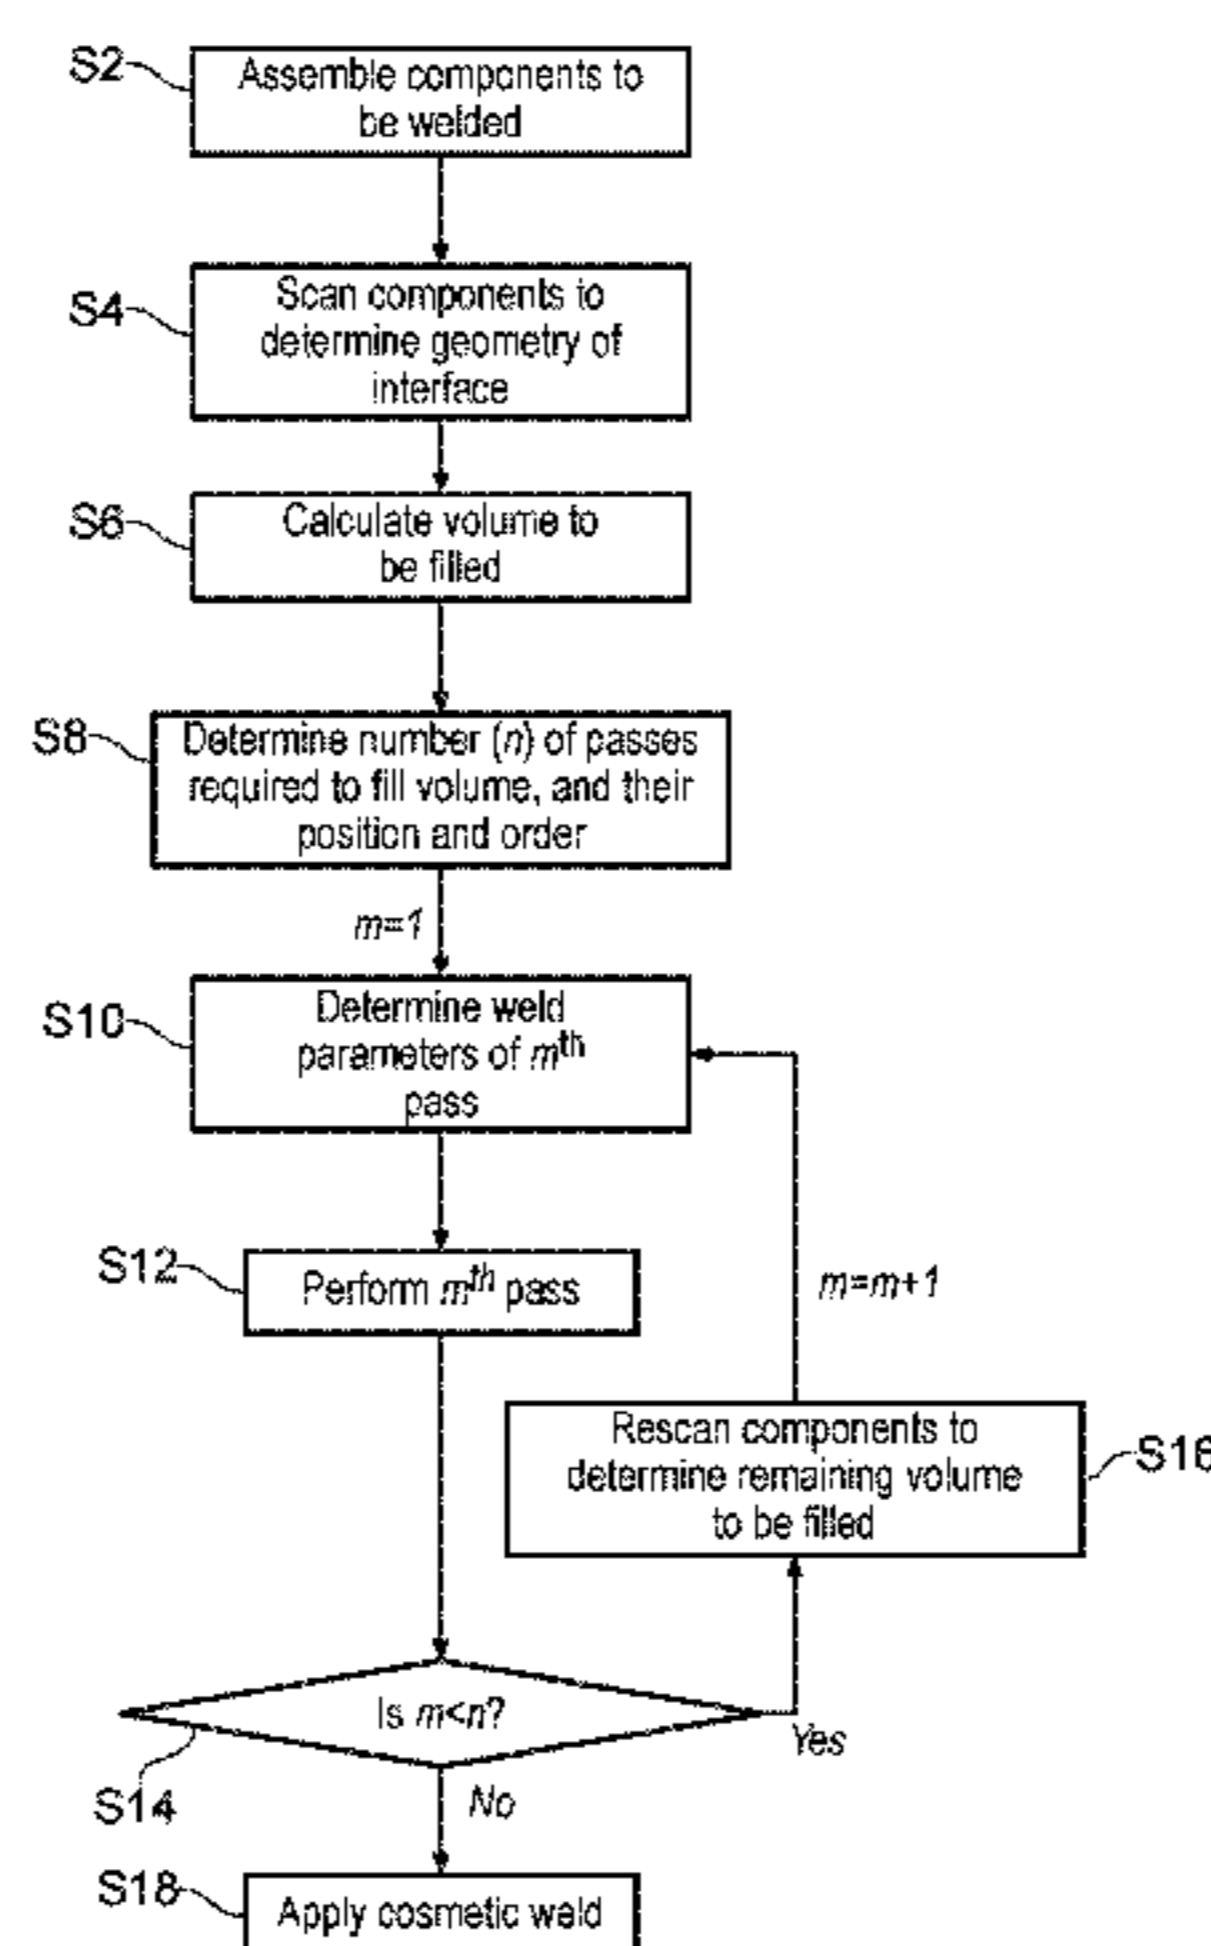 S2
Assemble components to
be welded
S4
Scan components to
determine geometry of
interface
S6
Calculate volume to
be filled
S8
Determine number (n) of passes
required to fill volume, and their
position and order
m=1
S10
Determine weld
parameters of mth
pass
S12
Perform mth pass
m=m+1
Rescan components to
determine remaining volume
to be filled
S16
Is m<n?
Yes
S14
No
S18
Apply cosmetic weld